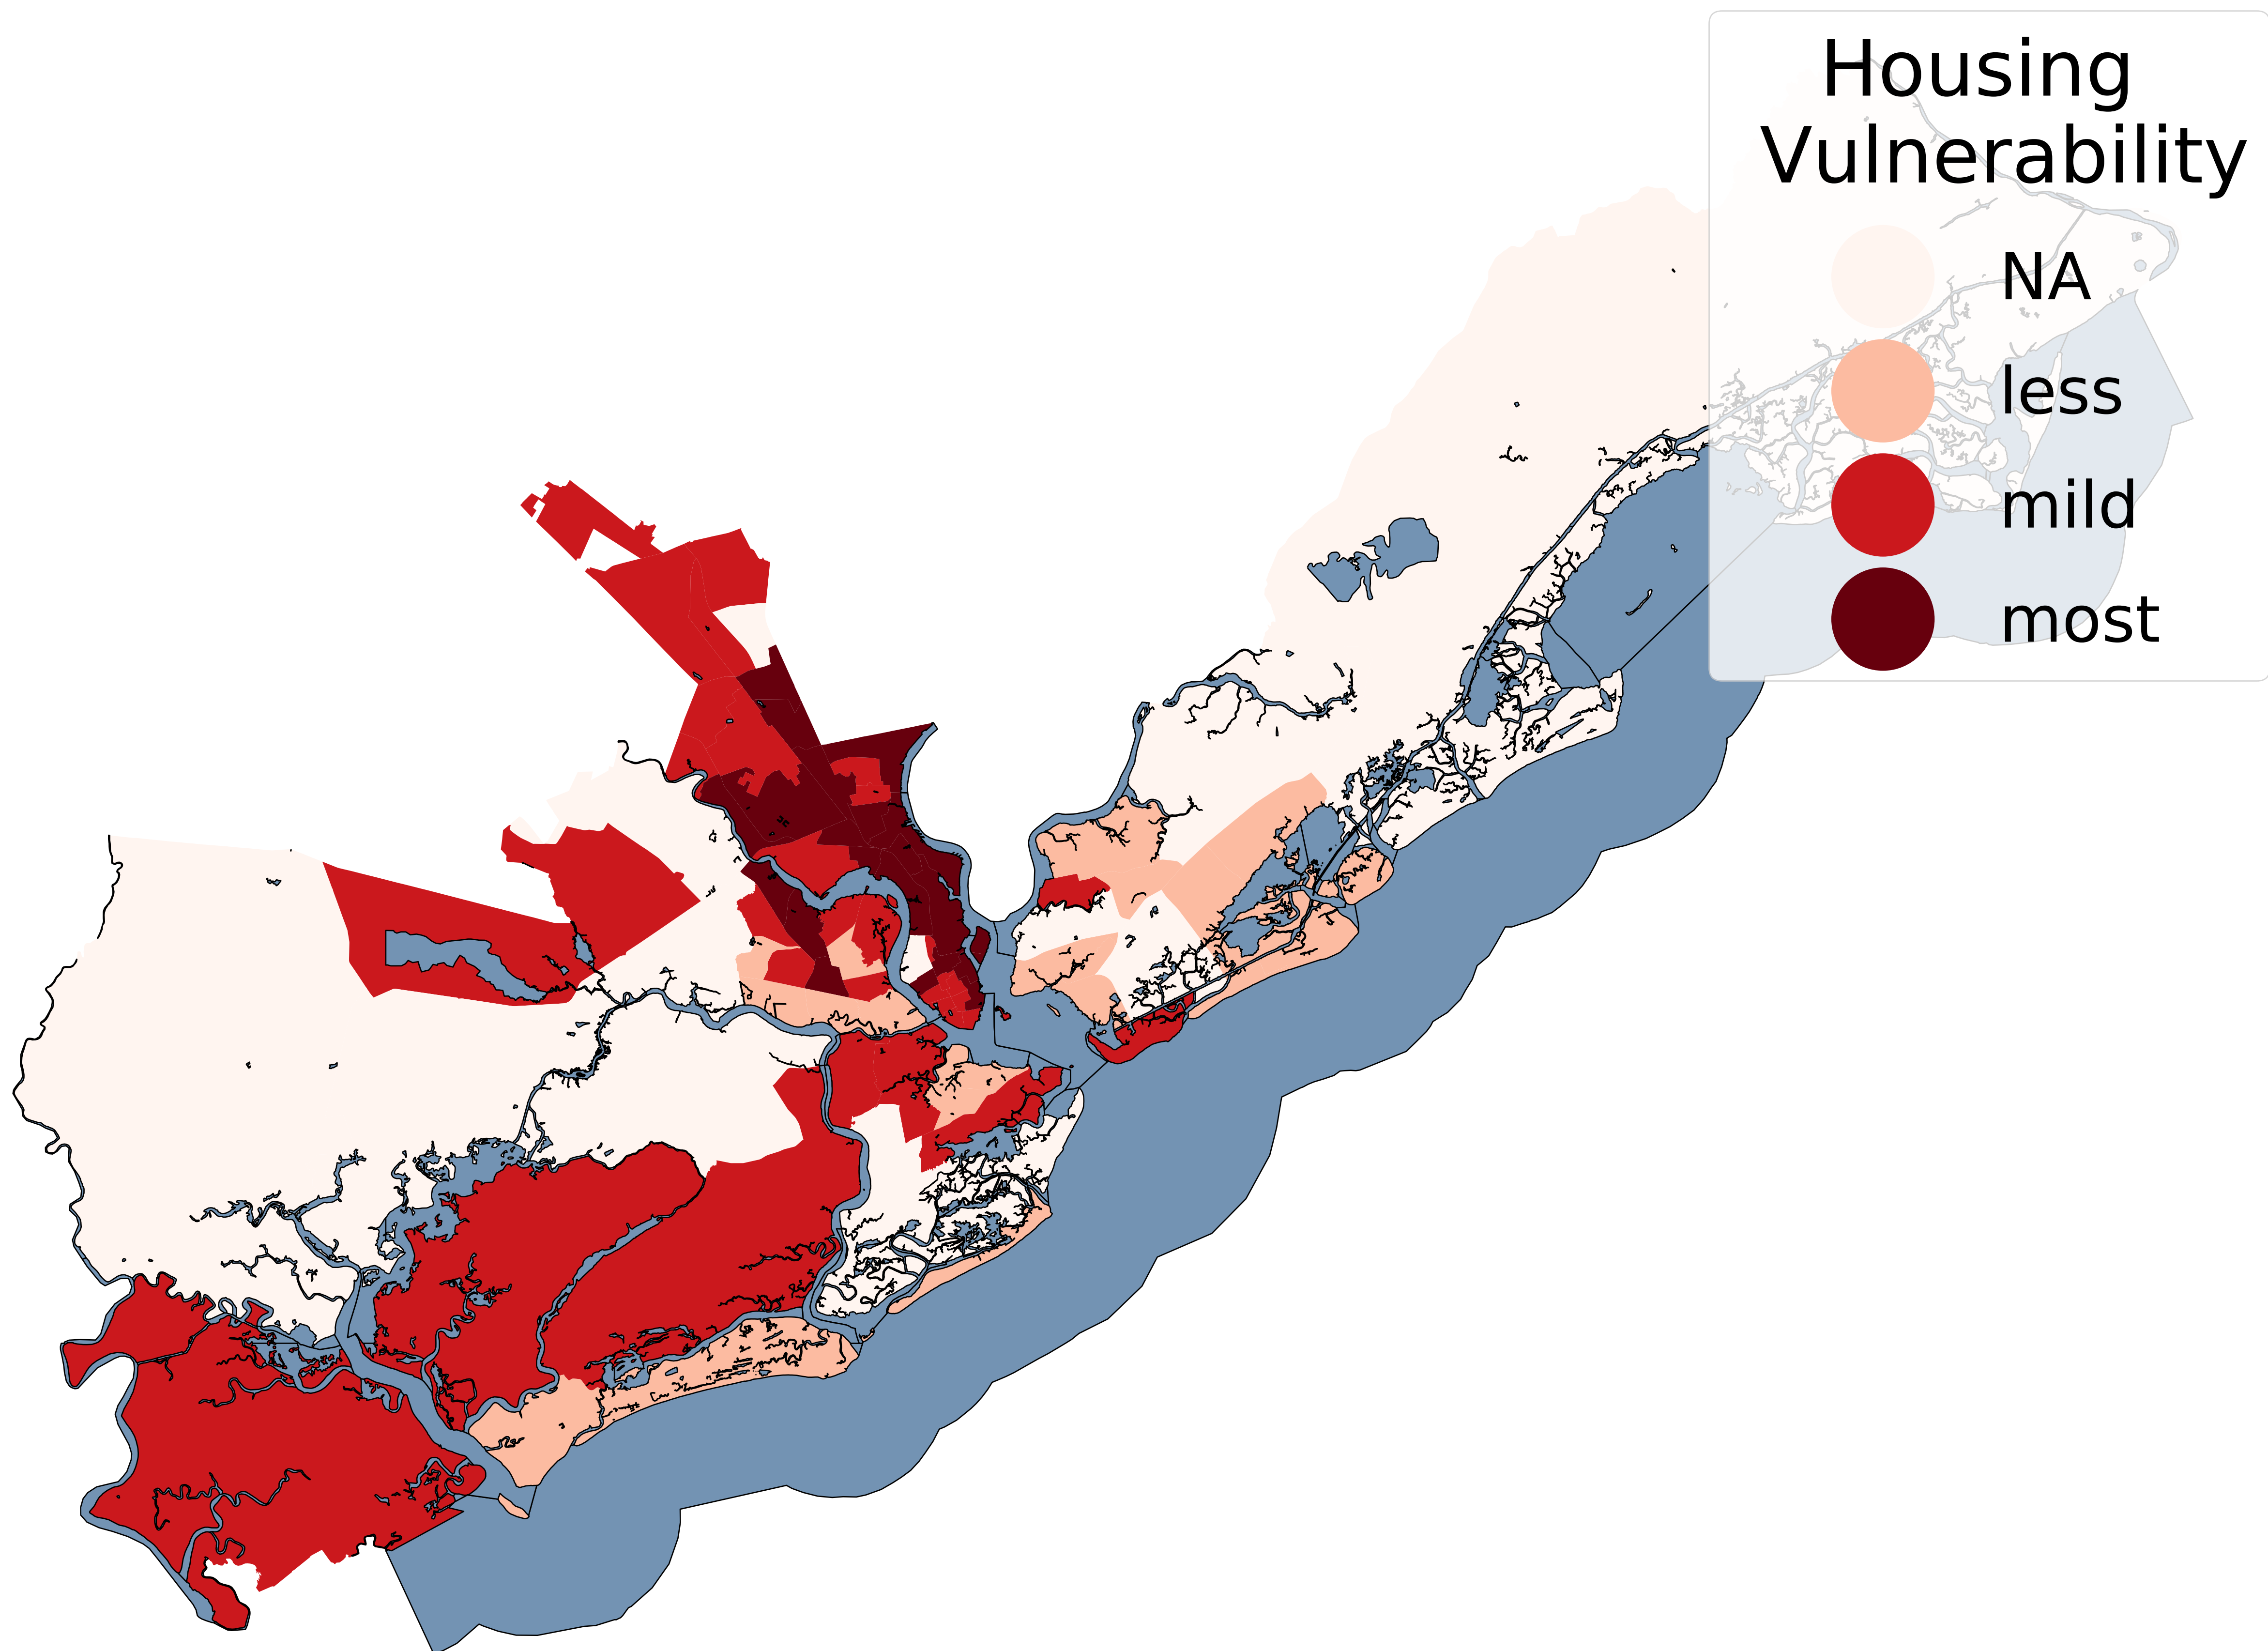 Housing
Vulnerability
NA
less
mild
most